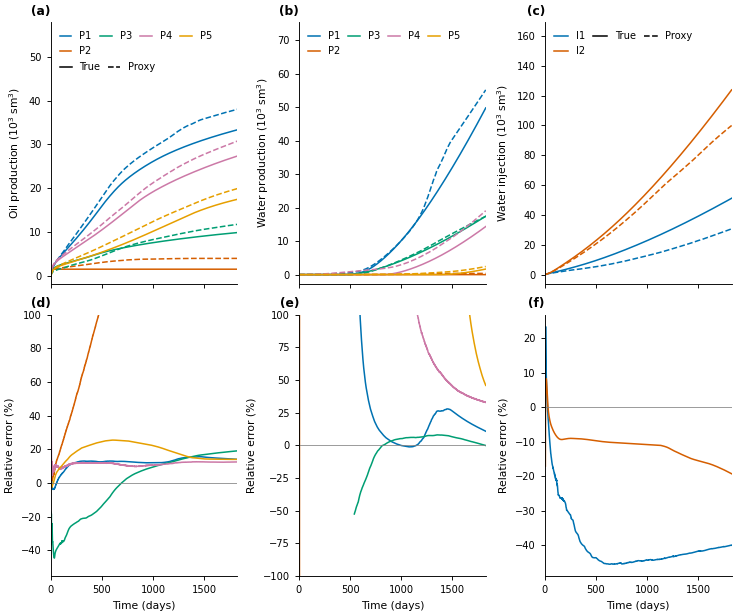 (a)
P1 P3 P4 P5
P2
True Proxy
Oil production (10³ sm³)
50
40
30
20
10
0
(b)
P1 P3 P4 P5
P2
Water production (10³ sm³)
70
60
50
40
30
20
10
0
(c)
I1 True Proxy
I2
Water injection (10³ sm³)
160
140
120
100
80
60
40
20
0
(d)
Relative error (%)
100
80
60
40
20
0
−20
−40
0 500 1000 1500
Time (days)
(e)
Relative error (%)
100
75
50
25
0
−25
−50
−75
−100
0 500 1000 1500
Time (days)
(f)
Relative error (%)
20
10
0
−10
−20
−30
−40
0 500 1000 1500
Time (days)